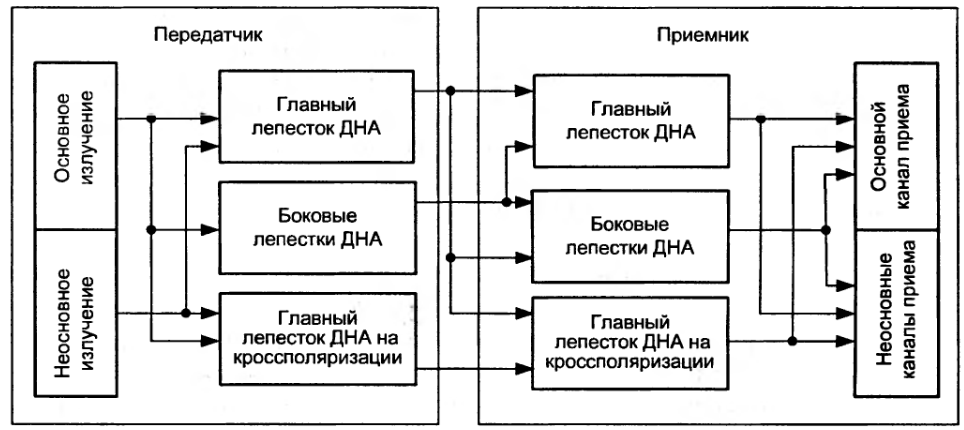 Передатчик
Основное
излучение
Неосновное
излучение
Главный
лепесток ДНА
Боковые
лепестки ДНА
Главный
лепесток ДНА на
кроссполяризации
Приемник
Главный
лепесток ДНА
Боковые
лепестки ДНА
Главный
лепесток ДНА на
кроссполяризации
Основной
канал приема
Неосновные
каналы приема